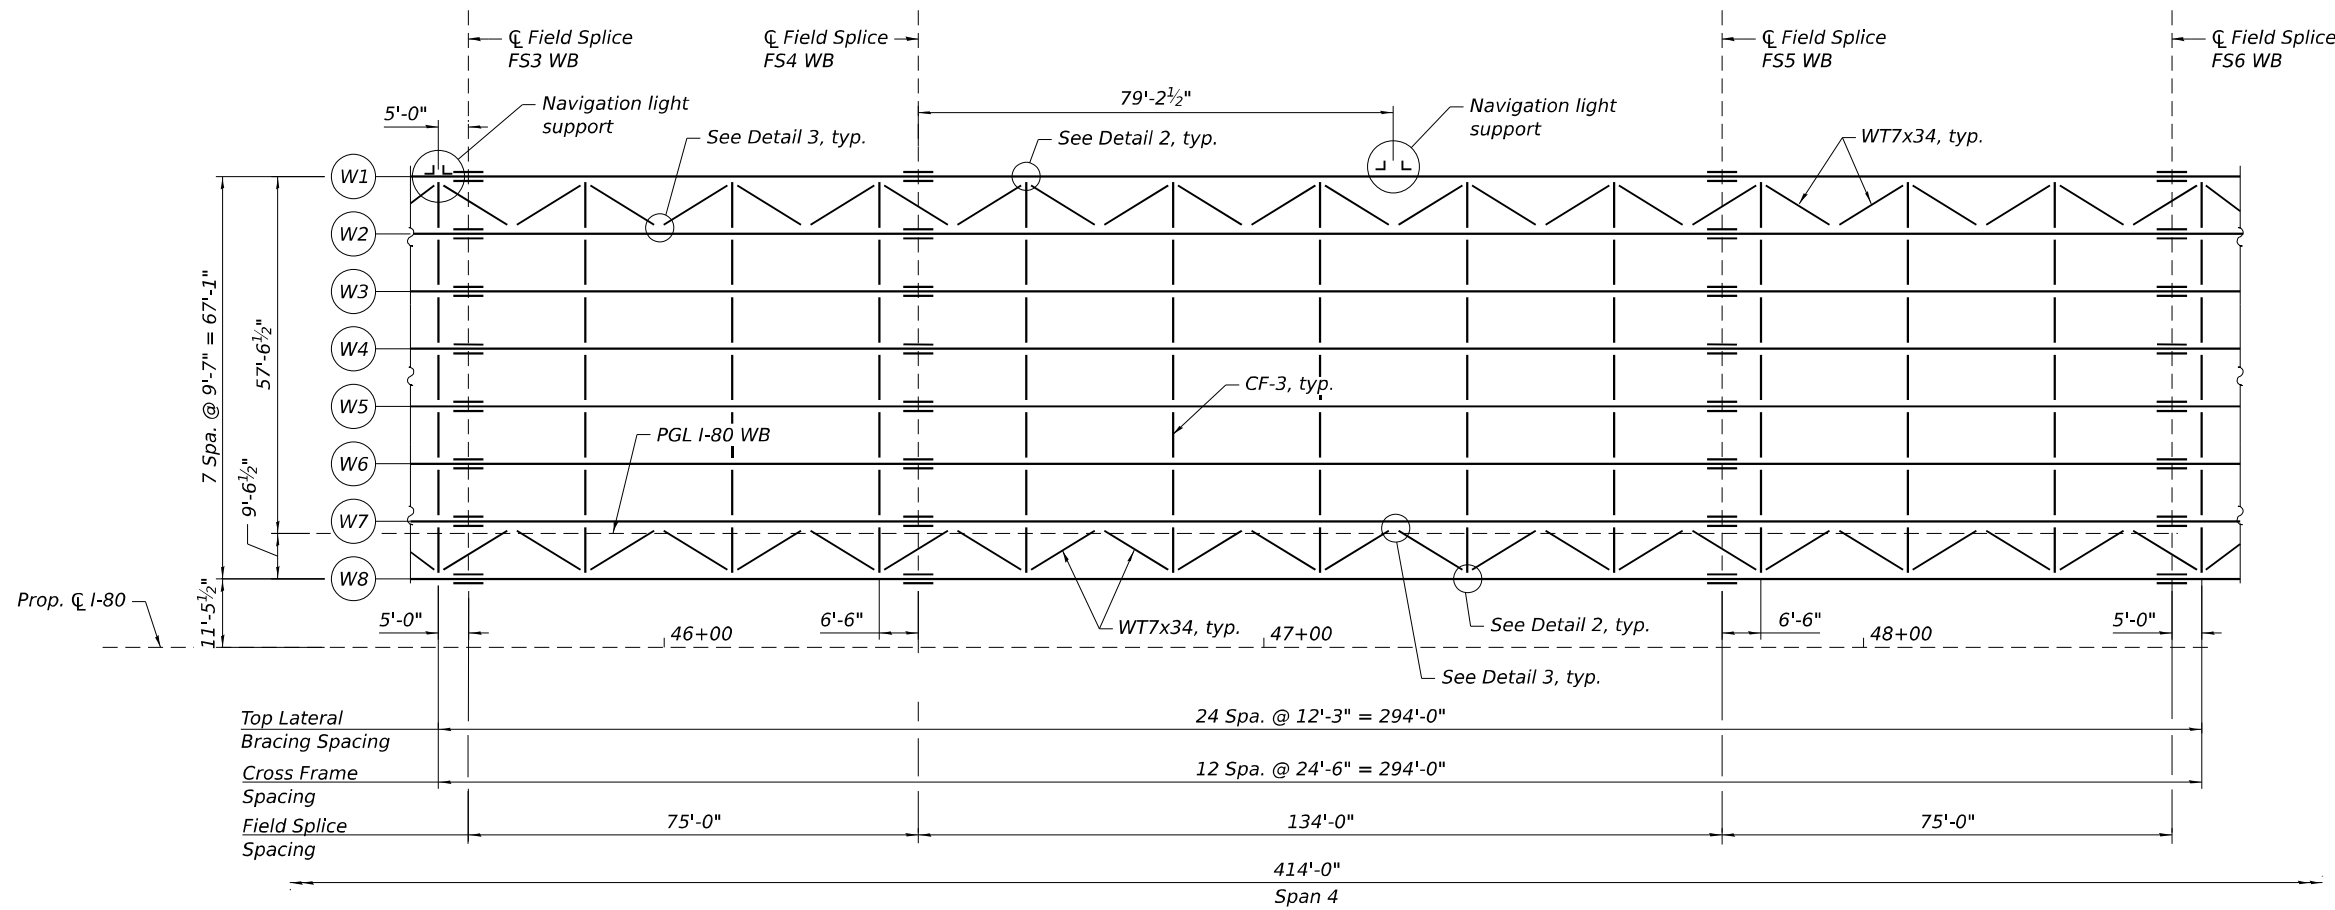 ℄ Field Splice
FS3 WB
℄ Field Splice
FS4 WB
℄ Field Splice
FS5 WB
℄ Field Splice
FS6 WB
5'-0"
Navigation light
support
79'-2½"
Navigation light
support
See Detail 3, typ.
See Detail 2, typ.
WT7x34, typ.
W1
W2
W3
W4
W5
W6
W7
W8
7 Spa. @ 9'-7" = 67'-1"
57'-6½"
9'-6½"
11'-5½"
CF-3, typ.
PGL I-80 WB
Prop. ℄ I-80
5'-0"
46+00
6'-6"
WT7x34, typ.
47+00
See Detail 2, typ.
6'-6"
48+00
5'-0"
See Detail 3, typ.
Top Lateral
Bracing Spacing
24 Spa. @ 12'-3" = 294'-0"
Cross Frame
Spacing
12 Spa. @ 24'-6" = 294'-0"
Field Splice
Spacing
75'-0"
134'-0"
75'-0"
414'-0"
Span 4